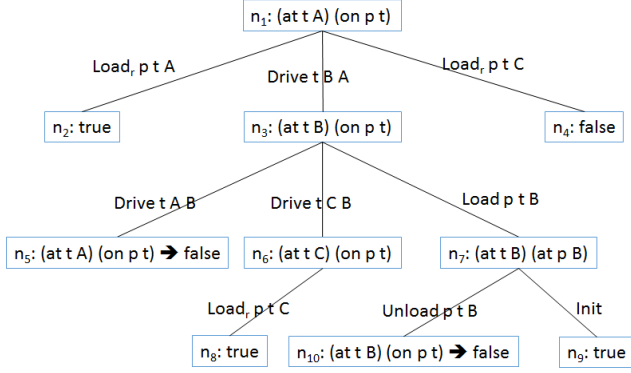 n₁: (at t A) (on p t)
Loadᵣ p t A
Drive t B A
Loadᵣ p t C
n₂: true
n₃: (at t B) (on p t)
n₄: false
Drive t A B
Drive t C B
Load p t B
n₅: (at t A) (on p t) ➔ false
n₆: (at t C) (on p t)
n₇: (at t B) (at p B)
Loadᵣ p t C
Unload p t B
Init
n₈: true
n₁₀: (at t B) (on p t) ➔ false
n₉: true